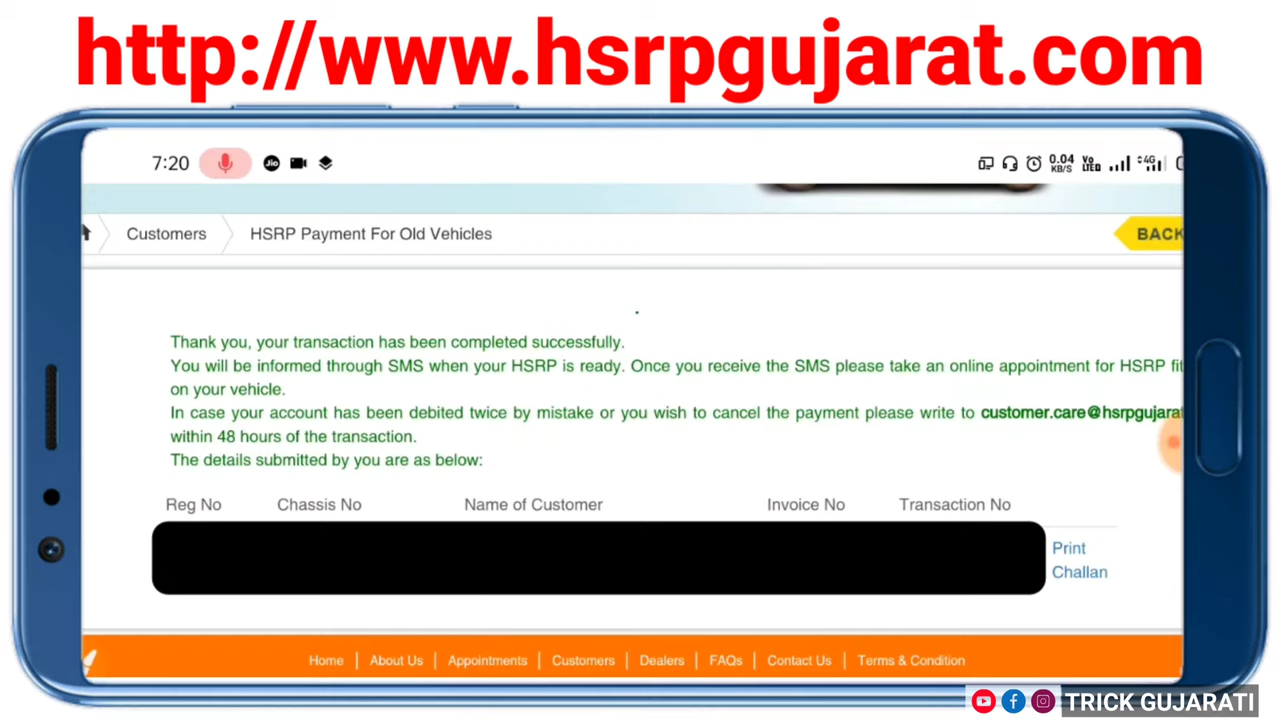 http://www.hsrpgujarat.com
7:20 Jio 0.04 KB/S Vo LTE 4G
Customers HSRP Payment For Old Vehicles BACK
Thank you, your transaction has been completed successfully.
You will be informed through SMS when your HSRP is ready. Once you receive the SMS please take an online appointment for HSRP fit
on your vehicle.
In case your account has been debited twice by mistake or you wish to cancel the payment please write to customer.care@hsrpgujarat
within 48 hours of the transaction.
The details submitted by you are as below:
Reg No Chassis No Name of Customer Invoice No Transaction No
Print
Challan
Home | About Us | Appointments | Customers | Dealers | FAQs | Contact Us | Terms & Condition
TRICK GUJARATI